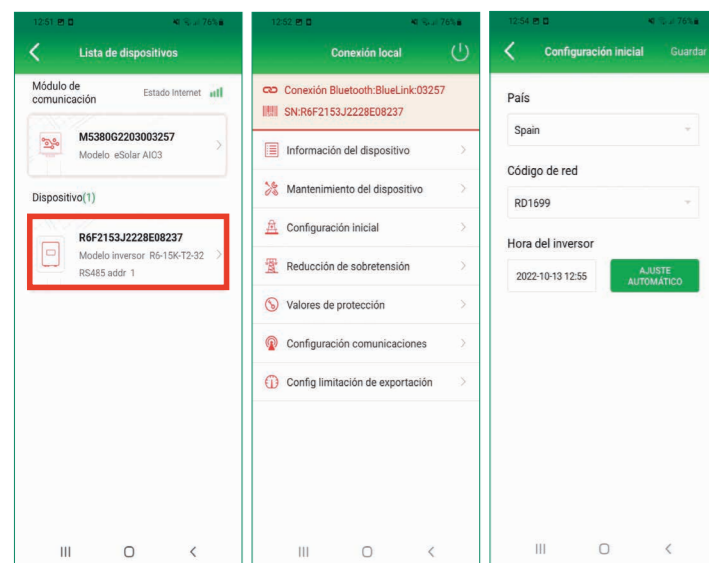 12:51
76%
Lista de dispositivos
Módulo de
comunicación
Estado Internet
M5380G2203003257
Modelo eSolar AIO3
Dispositivo(1)
R6F2153J2228E08237
Modelo inversor R6-15K-T2-32
RS485 addr 1
12:52
76%
Conexión local
Conexión Bluetooth:BlueLink:03257
SN:R6F2153J2228E08237
Información del dispositivo
Mantenimiento del dispositivo
Configuración inicial
Reducción de sobretensión
Valores de protección
Configuración comunicaciones
Config limitación de exportación
12:54
76%
Configuración inicial
Guardar
País
Spain
Código de red
RD1699
Hora del inversor
2022-10-13 12:55
AJUSTE
AUTOMÁTICO